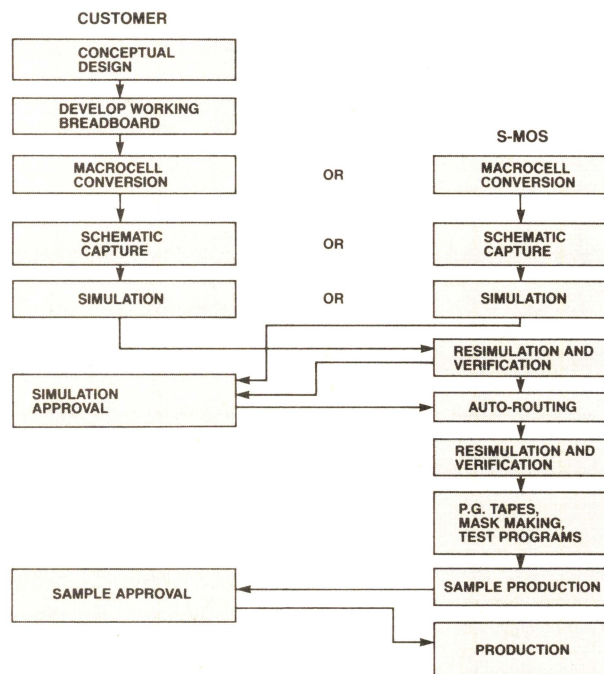 CUSTOMER
CONCEPTUAL
DESIGN
DEVELOP WORKING
BREADBOARD
S-MOS
MACROCELL
CONVERSION
OR
MACROCELL
CONVERSION
SCHEMATIC
CAPTURE
OR
SCHEMATIC
CAPTURE
SIMULATION
OR
SIMULATION
RESIMULATION AND
VERIFICATION
SIMULATION
APPROVAL
AUTO-ROUTING
RESIMULATION AND
VERIFICATION
P.G. TAPES,
MASK MAKING,
TEST PROGRAMS
SAMPLE APPROVAL
SAMPLE PRODUCTION
PRODUCTION